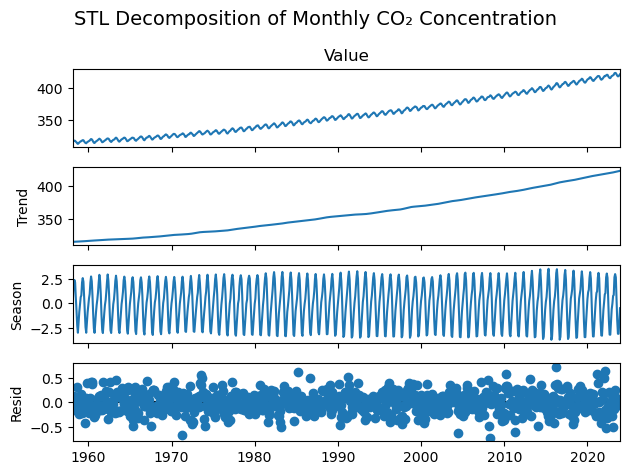 STL Decomposition of Monthly CO₂ Concentration
Value
400
350
Trend
400
350
Season
2.5
0.0
−2.5
Resid
0.5
0.0
−0.5
1960 1970 1980 1990 2000 2010 2020